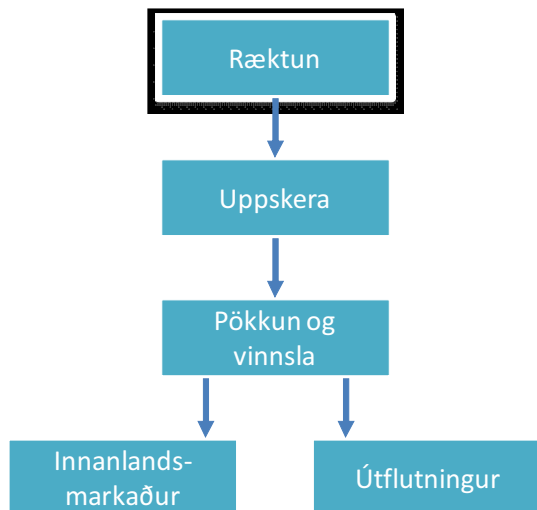 Ræktun
Uppskera
Pökkun og
vinnsla
Innanlands-
markaður
Útflutningur